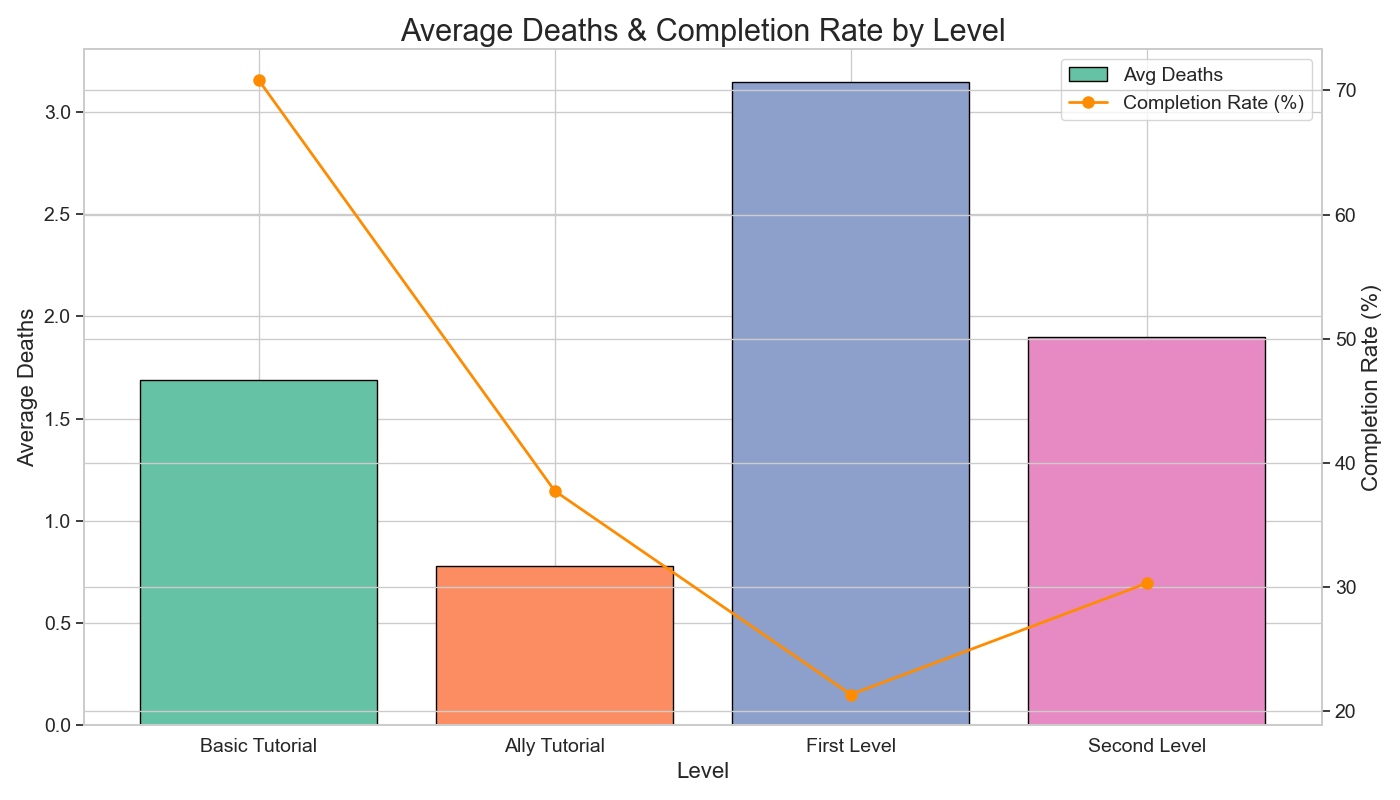 Average Deaths & Completion Rate by Level
Avg Deaths
Completion Rate (%)
Average Deaths
3.0
2.5
2.0
1.5
1.0
0.5
0.0
70
60
50
40
30
20
Completion Rate (%)
Basic Tutorial
Ally Tutorial
First Level
Second Level
Level